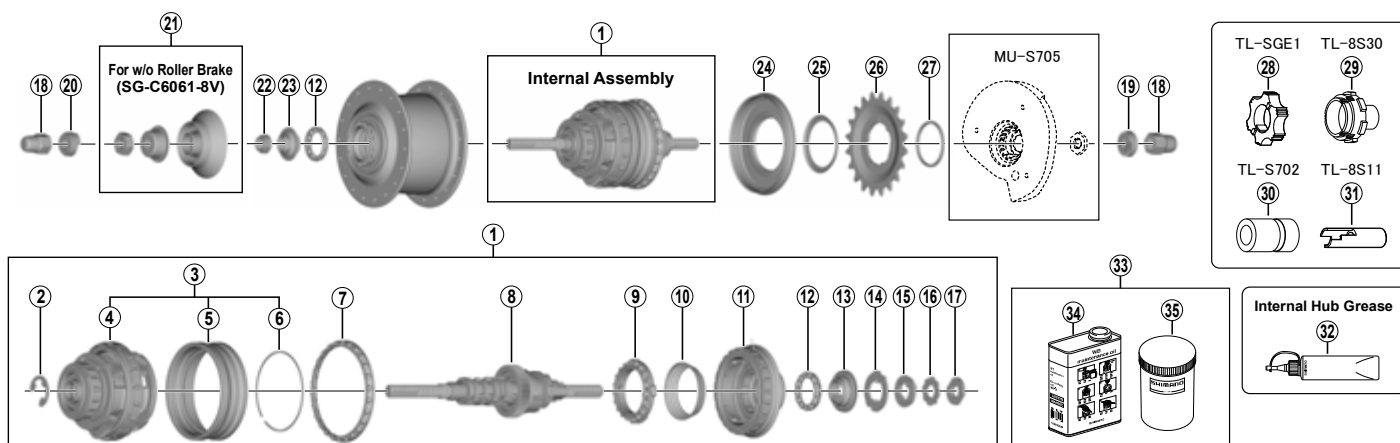 21
1
For w/o Roller Brake
(SG-C6061-8V)
Internal Assembly
MU-S705
TL-SGE1 TL-8S30
28 29
18 20 22 23 12 24 25 26 27 19 18
TL-S702 TL-8S11
30 31
1
2 3 7 8 9 10 11 12 13 14 15 16 17
4 5 6
33
34 35
maintenance oil
SHIMANO
Internal Hub Grease
32